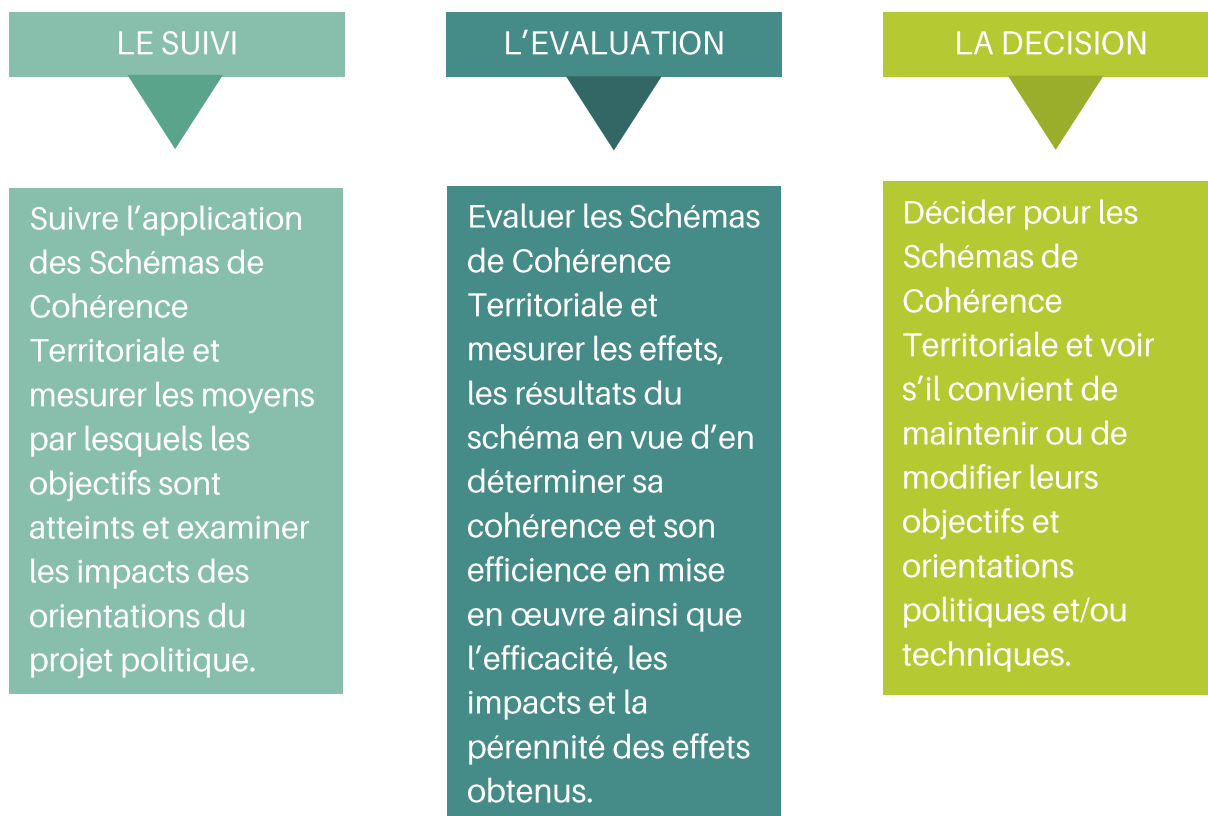 LE SUIVI
Suivre l'application
des Schémas de
Cohérence
Territoriale et
mesurer les moyens
par lesquels les
objectifs sont
atteints et examiner
les impacts des
orientations du
projet politique.
L'EVALUATION
Evaluer les Schémas
de Cohérence
Territoriale et
mesurer les effets,
les résultats du
schéma en vue d'en
déterminer sa
cohérence et son
efficience en mise
en œuvre ainsi que
l'efficacité, les
impacts et la
pérennité des effets
obtenus.
LA DECISION
Décider pour les
Schémas de
Cohérence
Territoriale et voir
s'il convient de
maintenir ou de
modifier leurs
objectifs et
orientations
politiques et/ou
techniques.